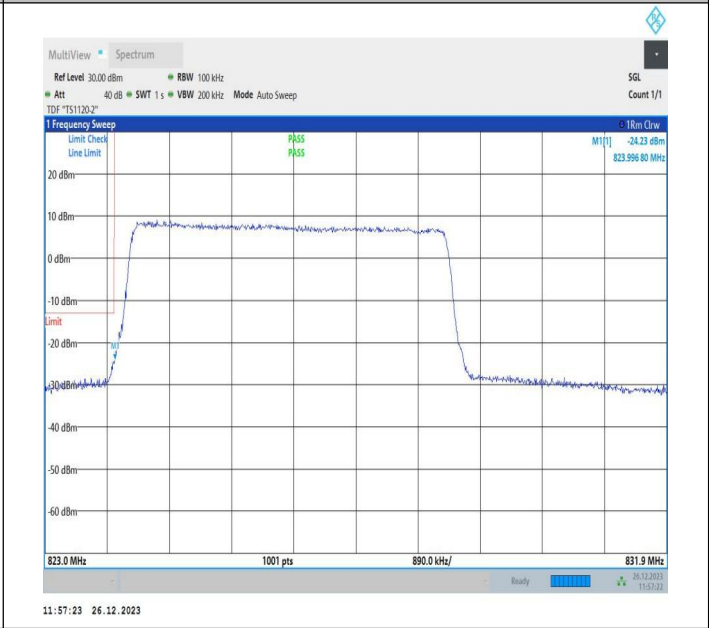 R S
MultiView Spectrum
Ref Level 30.00 dBm RBW 100 kHz SGL
Att 40 dB SWT 1 s VBW 200 kHz Mode Auto Sweep Count 1/1
TDF "TS1120-2"
1 Frequency Sweep 1Rm Clrw
Limit Check PASS M1[1] -24.23 dBm
Line Limit PASS 823.996 80 MHz
20 dBm
10 dBm
0 dBm
-10 dBm
Limit
-20 dBm
M1
-30 dBm
-40 dBm
-50 dBm
-60 dBm
823.0 MHz 1001 pts 890.0 kHz/ 831.9 MHz
Ready 26.12.2023
11:57:22
11:57:23 26.12.2023